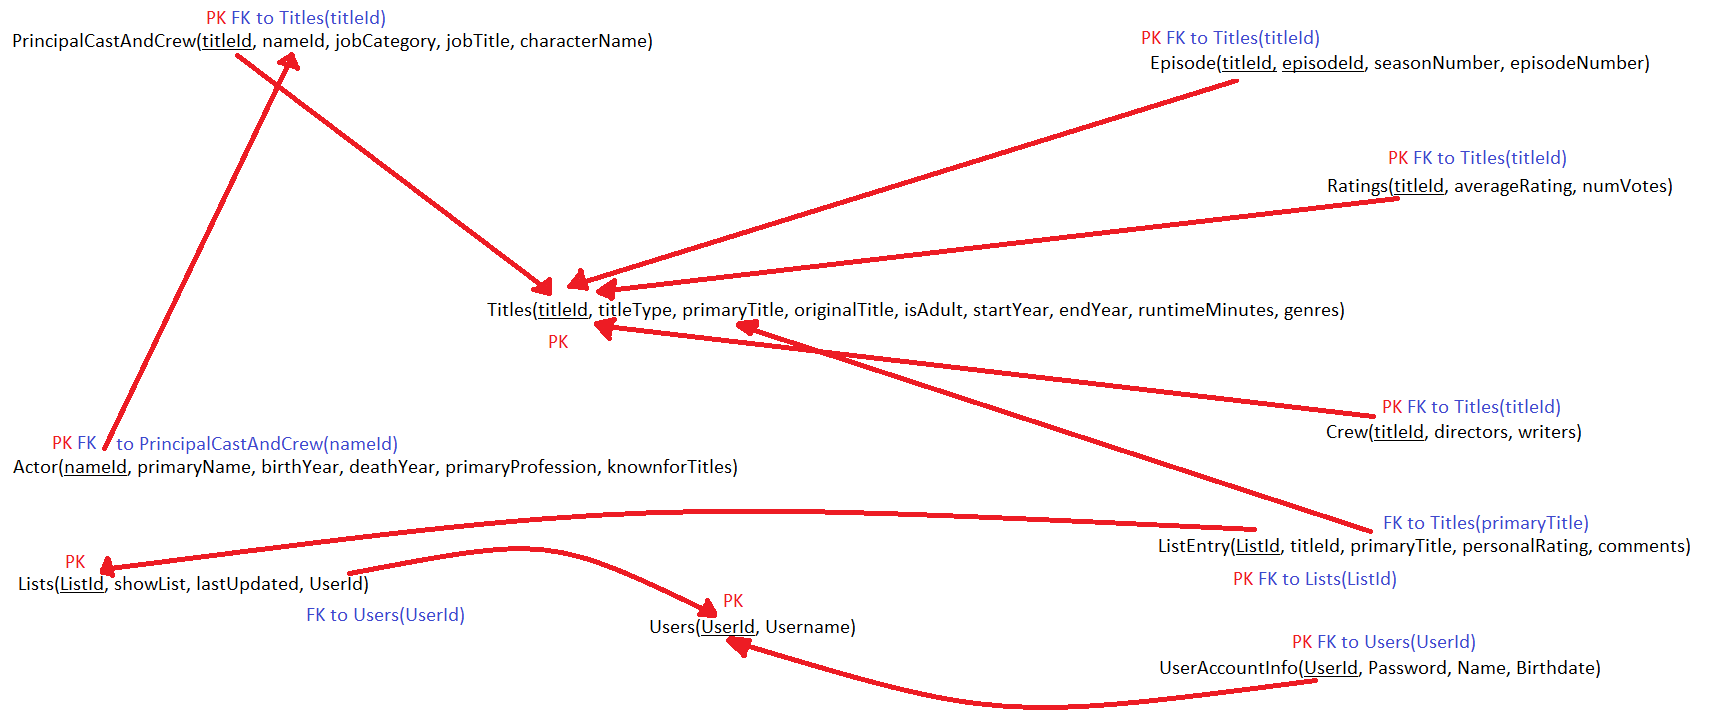 PK FK to Titles(titleId)
PrincipalCastAndCrew(titleId, nameId, jobCategory, jobTitle, characterName)
PK FK to Titles(titleId)
Episode(titleId, episodeId, seasonNumber, episodeNumber)
PK FK to Titles(titleId)
Ratings(titleId, averageRating, numVotes)
Titles(titleId, titleType, primaryTitle, originalTitle, isAdult, startYear, endYear, runtimeMinutes, genres)
PK
PK FK to Titles(titleId)
Crew(titleId, directors, writers)
PK FK to PrincipalCastAndCrew(nameId)
Actor(nameId, primaryName, birthYear, deathYear, primaryProfession, knownforTitles)
FK to Titles(primaryTitle)
ListEntry(ListId, titleId, primaryTitle, personalRating, comments)
PK FK to Lists(ListId)
PK
Lists(ListId, showList, lastUpdated, UserId)
FK to Users(UserId)
PK
Users(UserId, Username)
PK FK to Users(UserId)
UserAccountInfo(UserId, Password, Name, Birthdate)